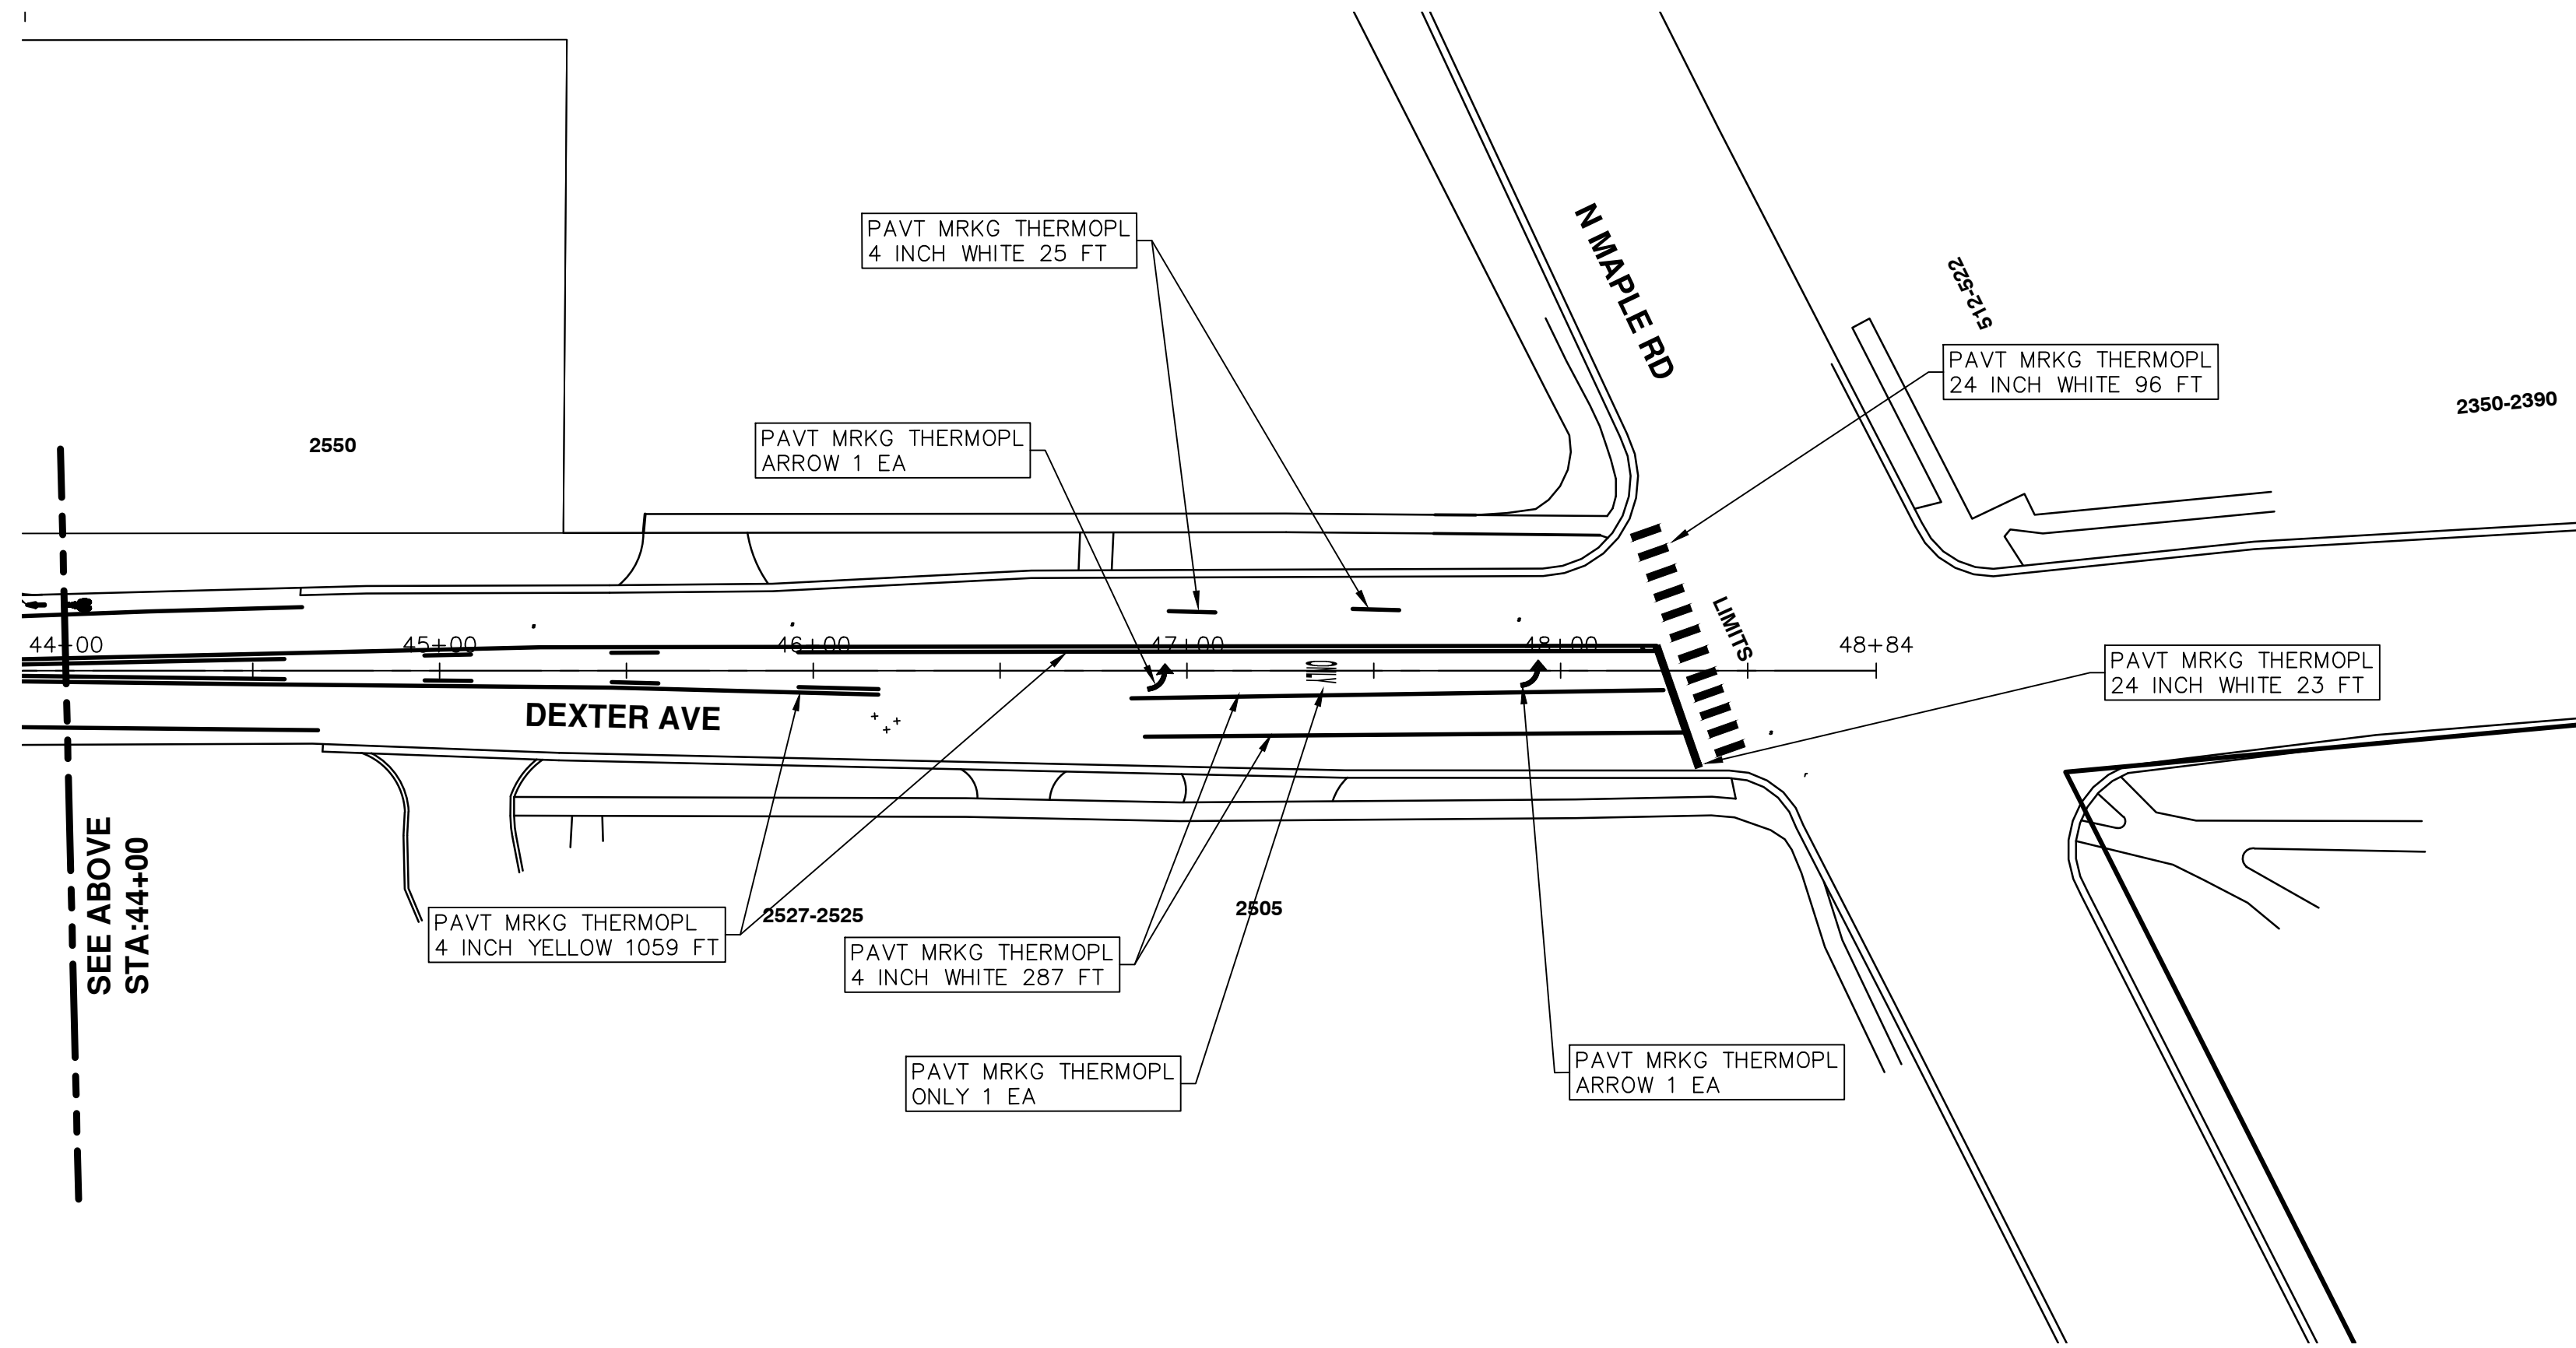 PAVT MRKG THERMOPL
4 INCH WHITE 25 FT
N MAPLE RD
512-522
PAVT MRKG THERMOPL
24 INCH WHITE 96 FT
2350-2390
2550
PAVT MRKG THERMOPL
ARROW 1 EA
LIMITS
44+00
45+00
46+00
47+00
48+00
48+84
ONLY
PAVT MRKG THERMOPL
24 INCH WHITE 23 FT
DEXTER AVE
SEE ABOVE
STA:44+00
PAVT MRKG THERMOPL
4 INCH YELLOW 1059 FT
2527-2525
2505
PAVT MRKG THERMOPL
4 INCH WHITE 287 FT
PAVT MRKG THERMOPL
ONLY 1 EA
PAVT MRKG THERMOPL
ARROW 1 EA